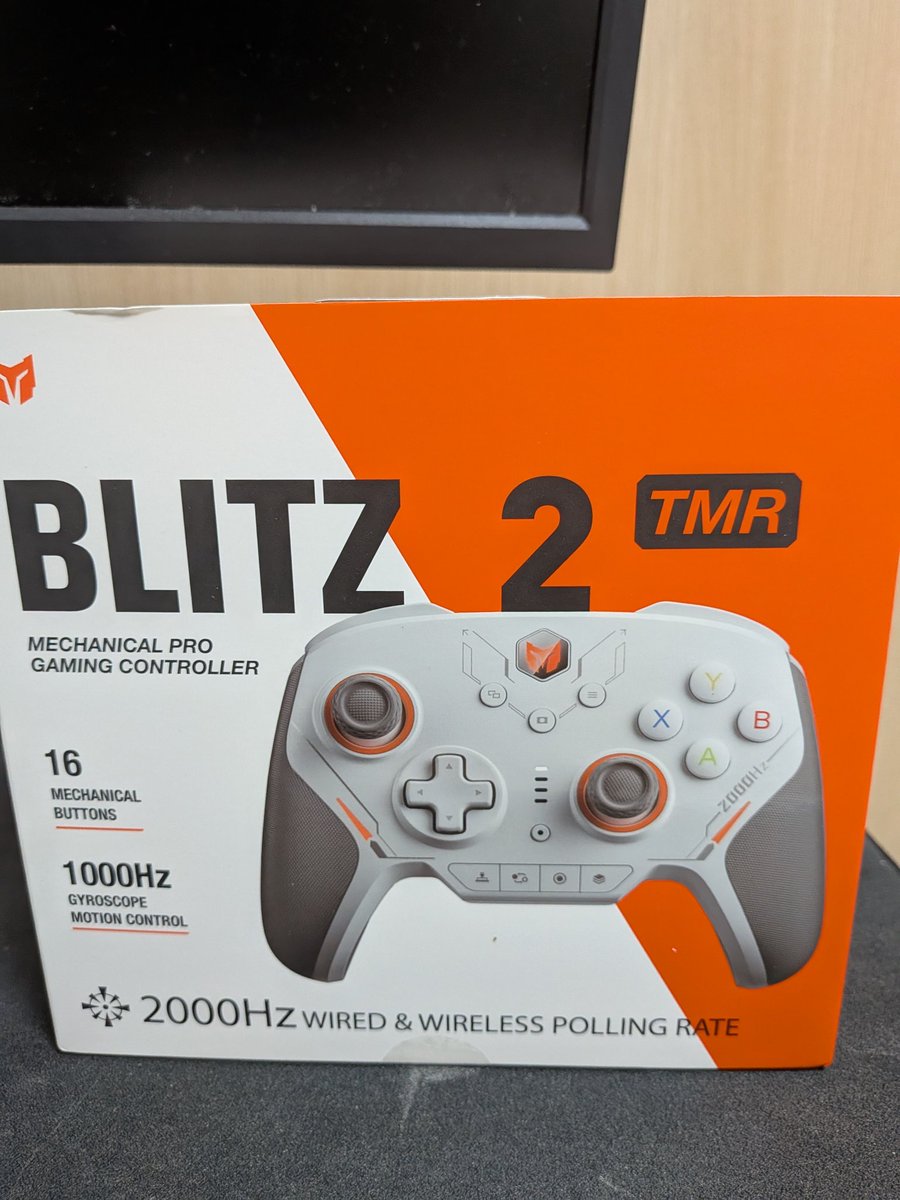 BLITZ 2 TMR
MECHANICAL PRO
GAMING CONTROLLER
16
MECHANICAL
BUTTONS
1000Hz
GYROSCOPE
MOTION CONTROL
Y
X
B
A
2000Hz
2000Hz WIRED & WIRELESS POLLING RATE